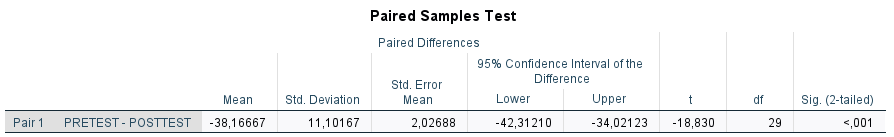 Paired Samples Test
Paired Differences
95% Confidence Interval of the
Difference
Std. Error
Mean
Mean Std. Deviation Lower Upper t df Sig. (2-tailed)
Pair 1 PRETEST - POSTTEST -38,16667 11,10167 2,02688 -42,31210 -34,02123 -18,830 29 <,001